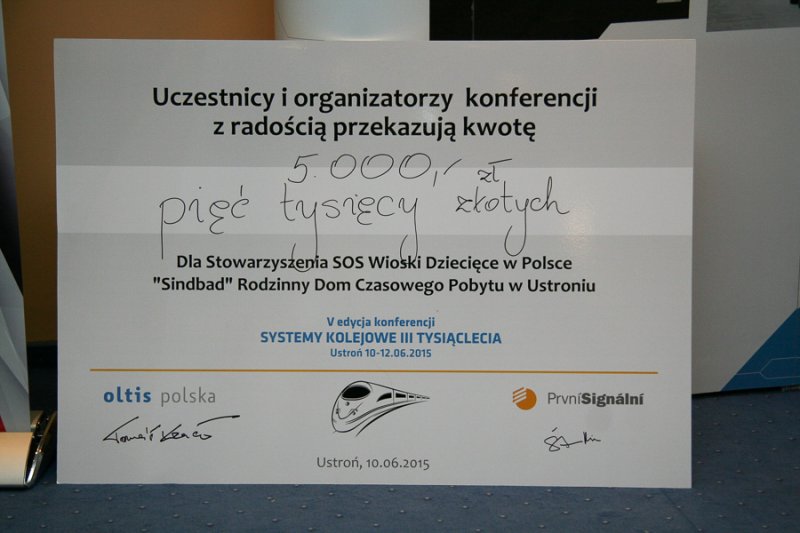 Uczestnicy i organizatorzy konferencji
z radością przekazują kwotę
5.000,- zł
pięć tysięcy złotych
Dla Stowarzyszenia SOS Wioski Dziecięce w Polsce
"Sindbad" Rodzinny Dom Czasowego Pobytu w Ustroniu
V edycja konferencji
SYSTEMY KOLEJOWE III TYSIĄCLECIA
Ustroń 10-12.06.2015
oltis polska
PrvníSignální
Ustroń, 10.06.2015